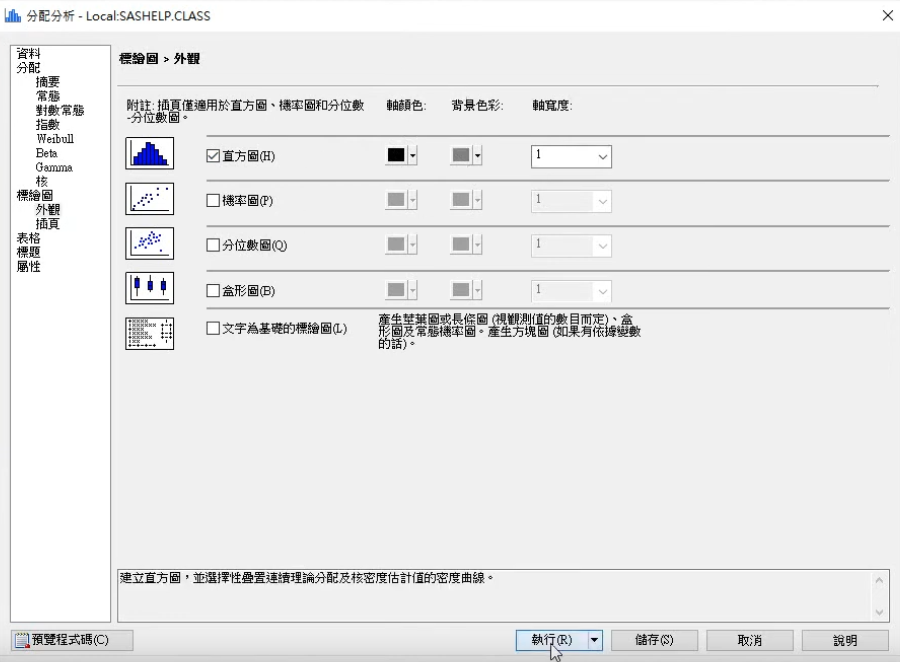 分配分析 - Local:SASHELP.CLASS
資料
分配
摘要
常態
對數常態
指數
Weibull
Beta
Gamma
核
標繪圖
外觀
插頁
表格
標題
屬性
標繪圖 > 外觀
附註: 插頁僅適用於直方圖、機率圖和分位數
-分位數圖。
軸顏色: 背景色彩: 軸寬度:
直方圖(H) 1
機率圖(P) 1
分位數圖(Q) 1
盒形圖(B) 1
文字為基礎的標繪圖(L)
產生莖葉圖或長條圖 (視觀測值的數目而定)、盒
形圖及常態機率圖。產生方塊圖 (如果有依據變數
的話)。
建立直方圖，並選擇性疊置連續理論分配及核密度估計值的密度曲線。
預覽程式碼(C) 執行(R) 儲存(S) 取消 說明